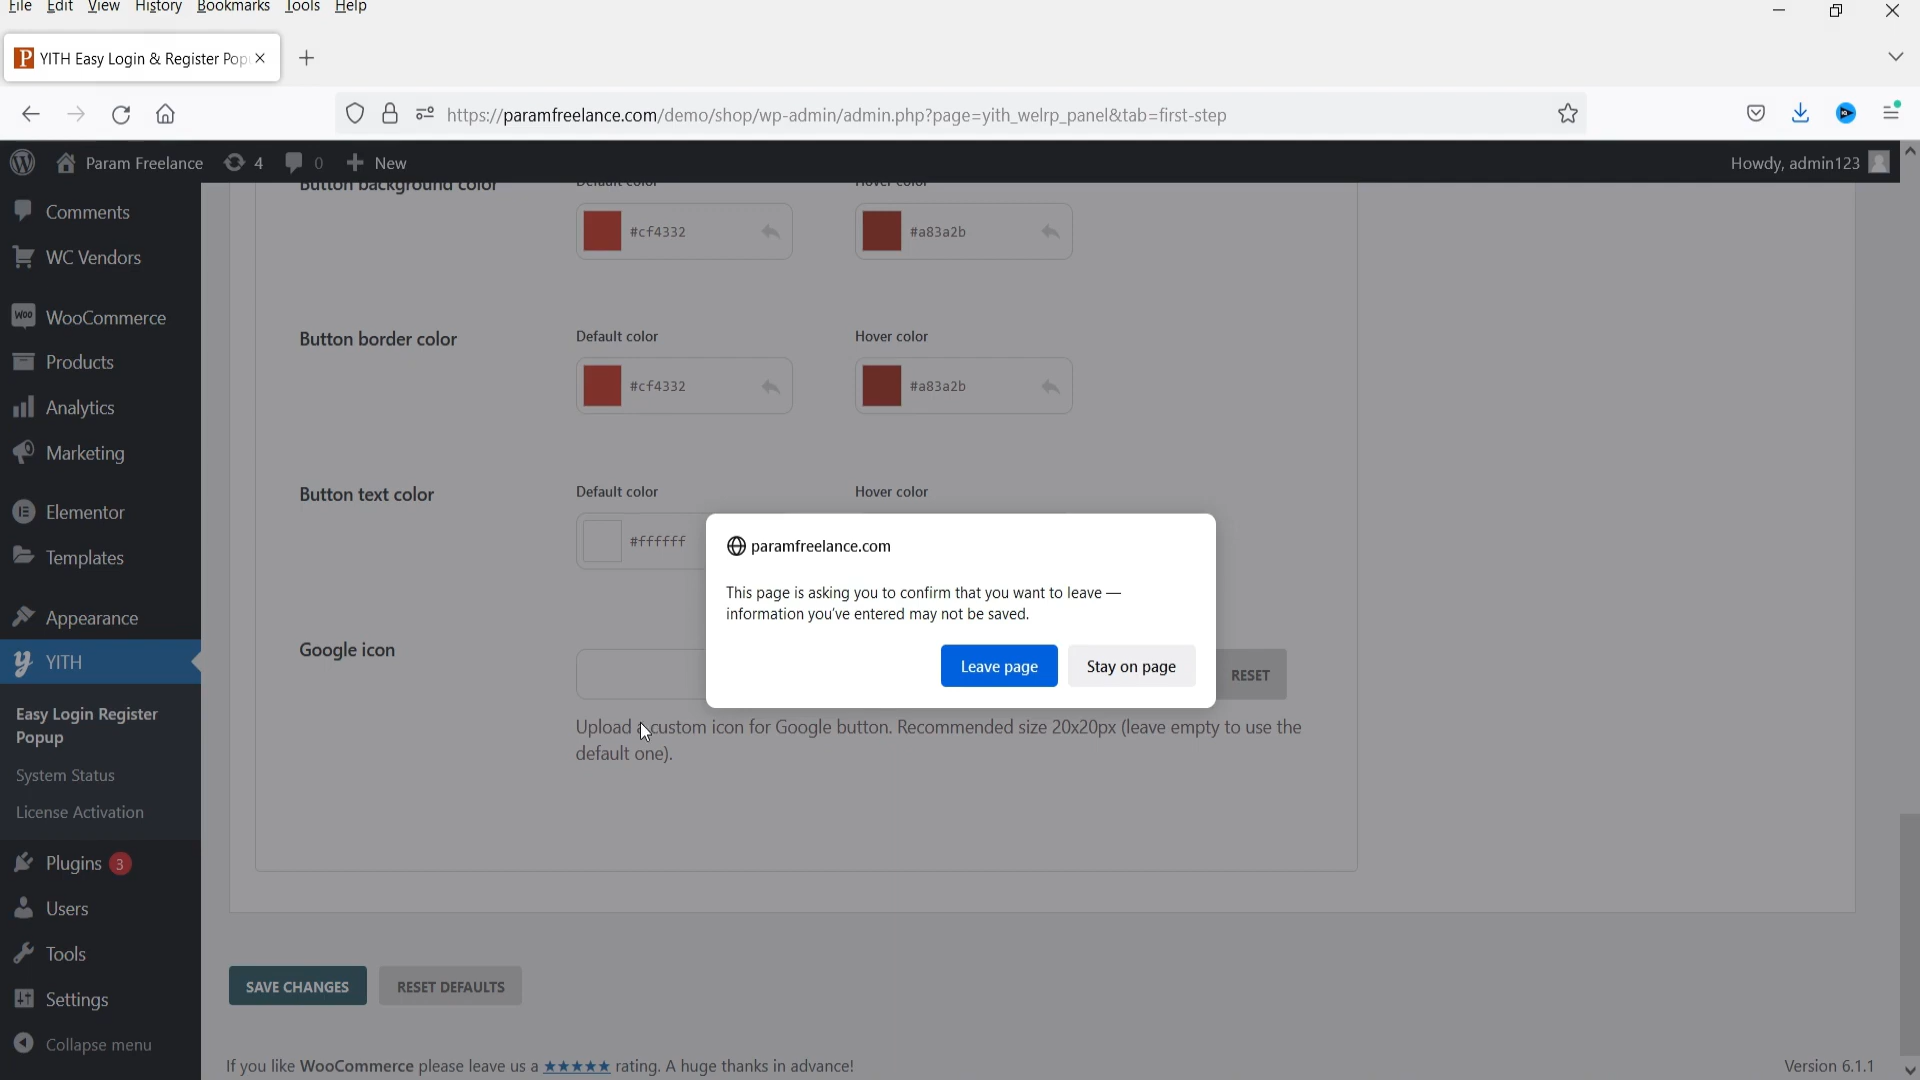 File Edit View History Bookmarks Tools Help
YITH Easy Login & Register Pop
https://paramfreelance.com/demo/shop/wp-admin/admin.php?page=yith_welrp_panel&tab=first-step
Param Freelance 4 0 New
Howdy, admin123
Comments
WC Vendors
WooCommerce
Products
Analytics
Marketing
Elementor
Templates
Appearance
YITH
Easy Login Register
Popup
System Status
License Activation
Plugins 3
Users
Tools
Settings
Collapse menu
Button background color
Default color
Hover color
#cf4332
#a83a2b
Button border color
Default color
Hover color
#cf4332
#a83a2b
Button text color
Default color
Hover color
#ffffff
Google icon
RESET
Upload a custom icon for Google button. Recommended size 20x20px (leave empty to use the
default one).
paramfreelance.com
This page is asking you to confirm that you want to leave —
information you've entered may not be saved.
Leave page
Stay on page
SAVE CHANGES
RESET DEFAULTS
If you like WooCommerce please leave us a ★★★★★ rating. A huge thanks in advance!
Version 6.1.1